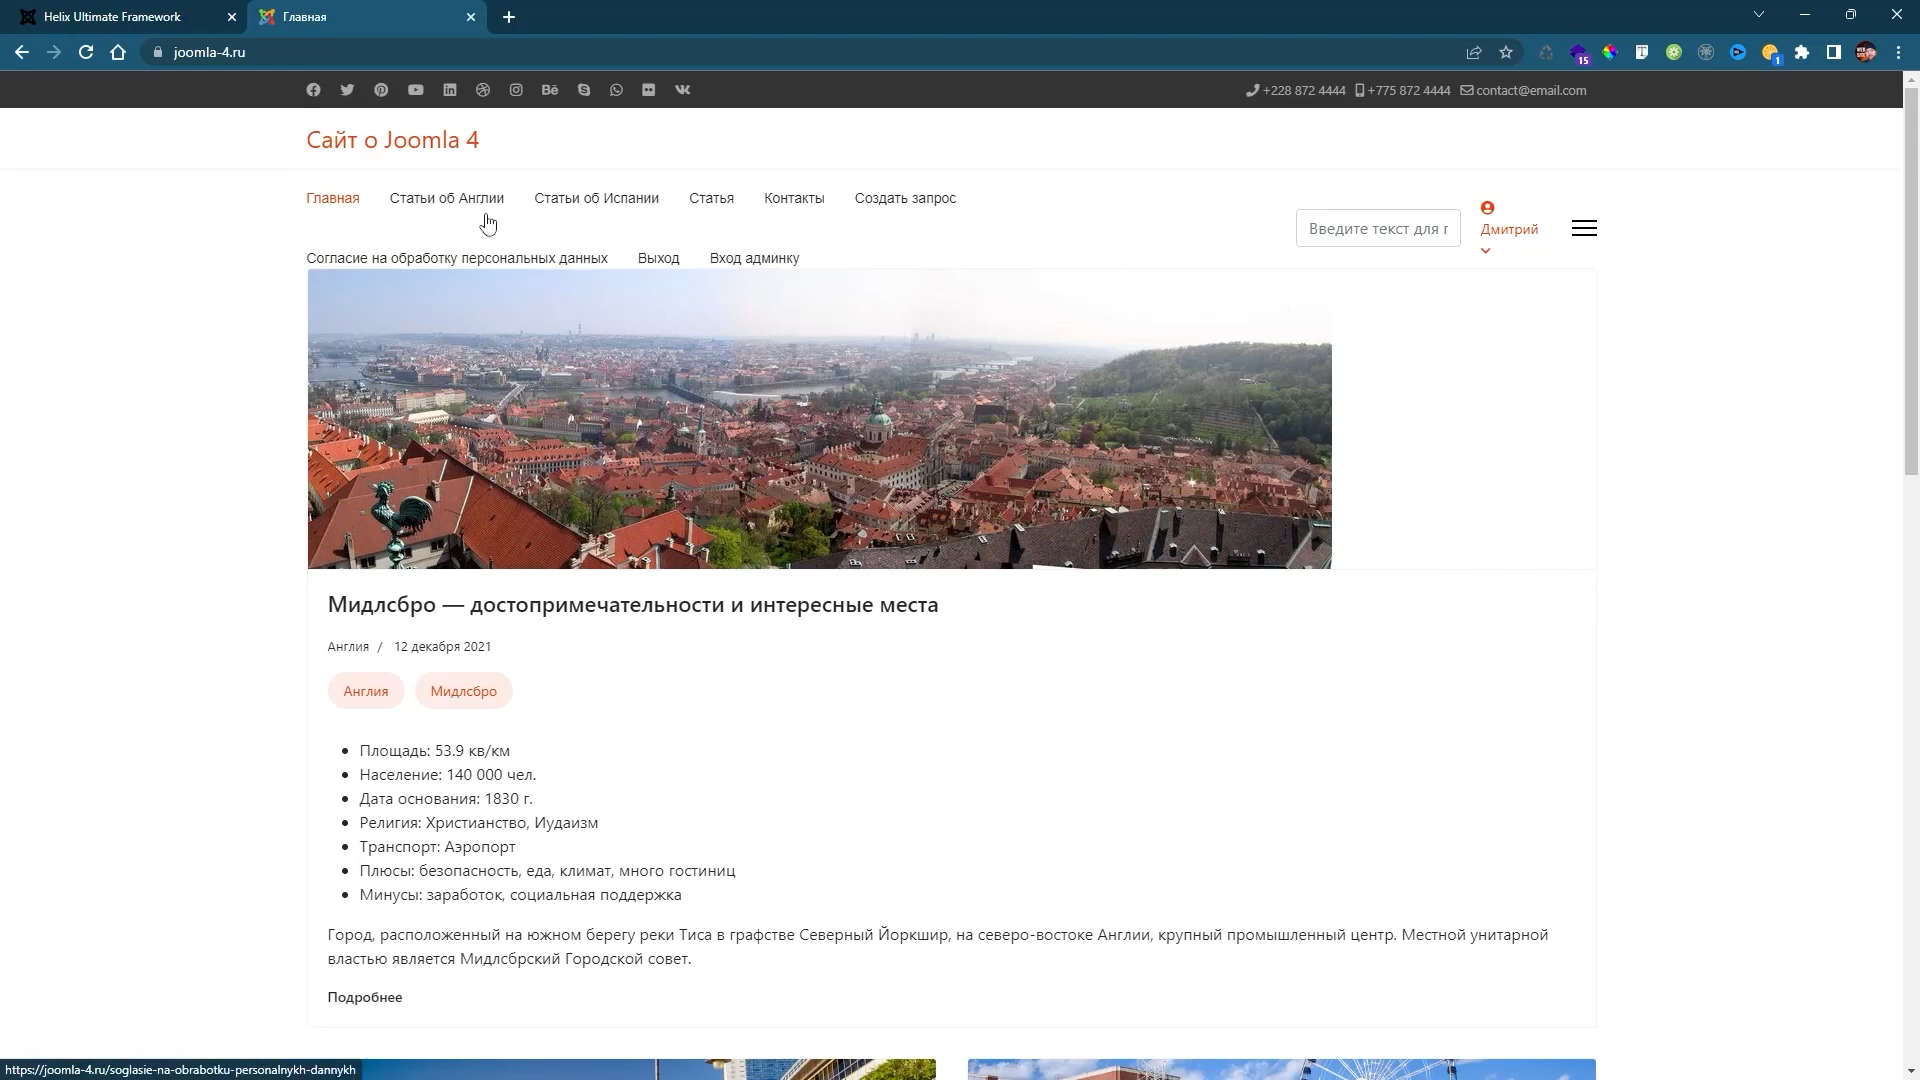 Helix Ultimate Framework
Главная
joomla-4.ru
15
1
+228 872 4444 +775 872 4444 contact@email.com
Сайт о Joomla 4
Главная Статьи об Англии Статьи об Испании Статья Контакты Создать запрос
Введите текст для г
Дмитрий
Согласие на обработку персональных данных Выход Вход админку
Мидлсбро — достопримечательности и интересные места
Англия / 12 декабря 2021
Англия Мидлсбро
Площадь: 53.9 кв/км
Население: 140 000 чел.
Дата основания: 1830 г.
Религия: Христианство, Иудаизм
Транспорт: Аэропорт
Плюсы: безопасность, еда, климат, много гостиниц
Минусы: заработок, социальная поддержка
Город, расположенный на южном берегу реки Тиса в графстве Северный Йоркшир, на северо-востоке Англии, крупный промышленный центр. Местной унитарной
властью является Мидлсбрский Городской совет.
Подробнее
https://joomla-4.ru/soglasie-na-obrabotku-personalnykh-dannykh